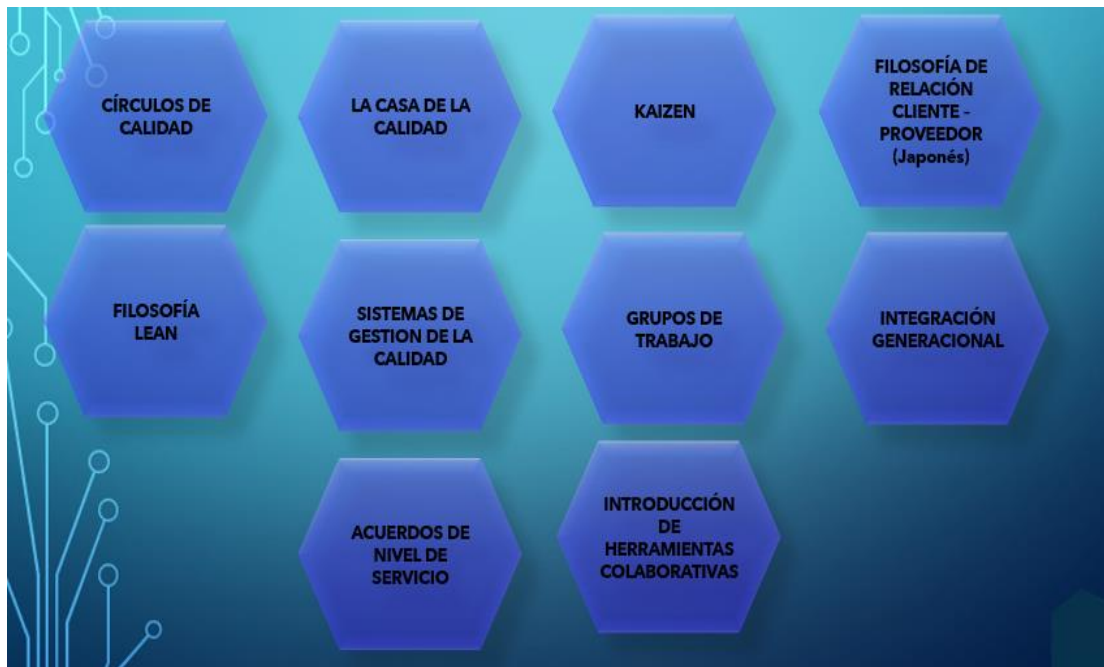 CÍRCULOS DE
CALIDAD
LA CASA DE LA
CALIDAD
KAIZEN
FILOSOFÍA DE
RELACIÓN
CLIENTE –
PROVEEDOR
(Japonés)
FILOSOFÍA
LEAN
SISTEMAS DE
GESTION DE LA
CALIDAD
GRUPOS DE
TRABAJO
INTEGRACIÓN
GENERACIONAL
ACUERDOS DE
NIVEL DE
SERVICIO
INTRODUCCIÓN
DE
HERRAMIENTAS
COLABORATIVAS